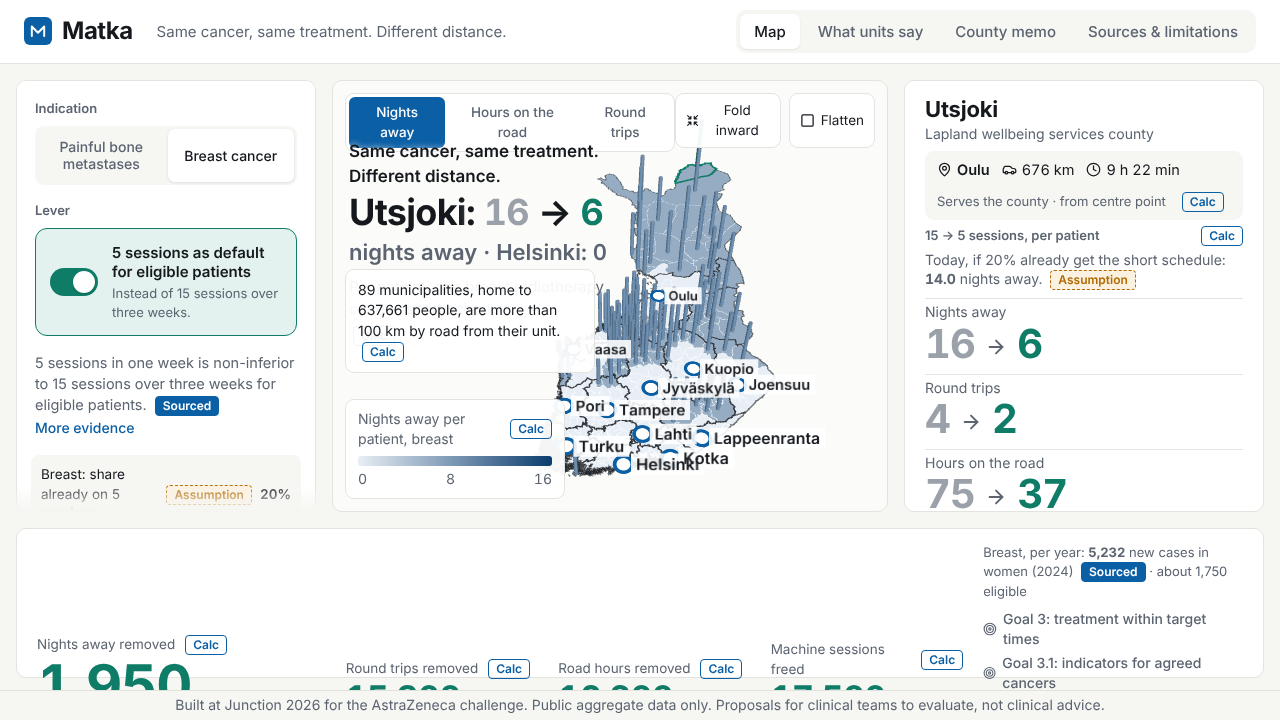 Matka
Same cancer, same treatment. Different distance.
Map
What units say
County memo
Sources & limitations
Indication
Painful bone
metastases
Breast cancer
Lever
5 sessions as default
for eligible patients
Instead of 15 sessions over
three weeks.
5 sessions in one week is non-inferior
to 15 sessions over three weeks for
eligible patients. Sourced
More evidence
Breast: share
already on 5
Assumption 20%
Nights
away
Hours on the
road
Round
trips
Fold
inward
Flatten
Same cancer, same treatment.
Different distance.
Utsjoki: 16 → 6
nights away · Helsinki: 0
89 municipalities, home to
637,661 people, are more than
100 km by road from their unit.
Calc
Nights away per
patient, breast
Calc
0 8 16
Oulu
Kuopio
Jyväskylä
Joensuu
Pori
Tampere
Turku
Lahti
Lappeenranta
Helsinki
Kotka
Utsjoki
Lapland wellbeing services county
Oulu 676 km 9 h 22 min
Serves the county · from centre point Calc
15 → 5 sessions, per patient Calc
Today, if 20% already get the short schedule:
14.0 nights away. Assumption
Nights away
16 → 6
Round trips
4 → 2
Hours on the road
75 → 37
Nights away removed Calc
1,950
Round trips removed Calc
Road hours removed Calc
Machine sessions
freed
Calc
Breast, per year: 5,232 new cases in
women (2024) Sourced · about 1,750
eligible
Goal 3: treatment within target
times
Goal 3.1: indicators for agreed
cancers
Built at Junction 2026 for the AstraZeneca challenge. Public aggregate data only. Proposals for clinical teams to evaluate, not clinical advice.